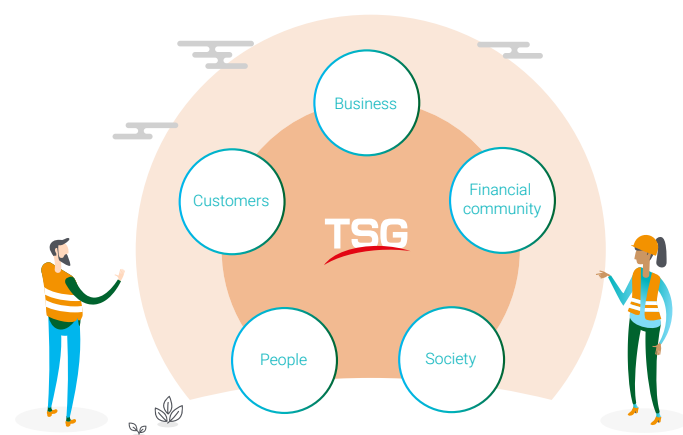 Business
Customers
Financial
community
TSG
People
Society